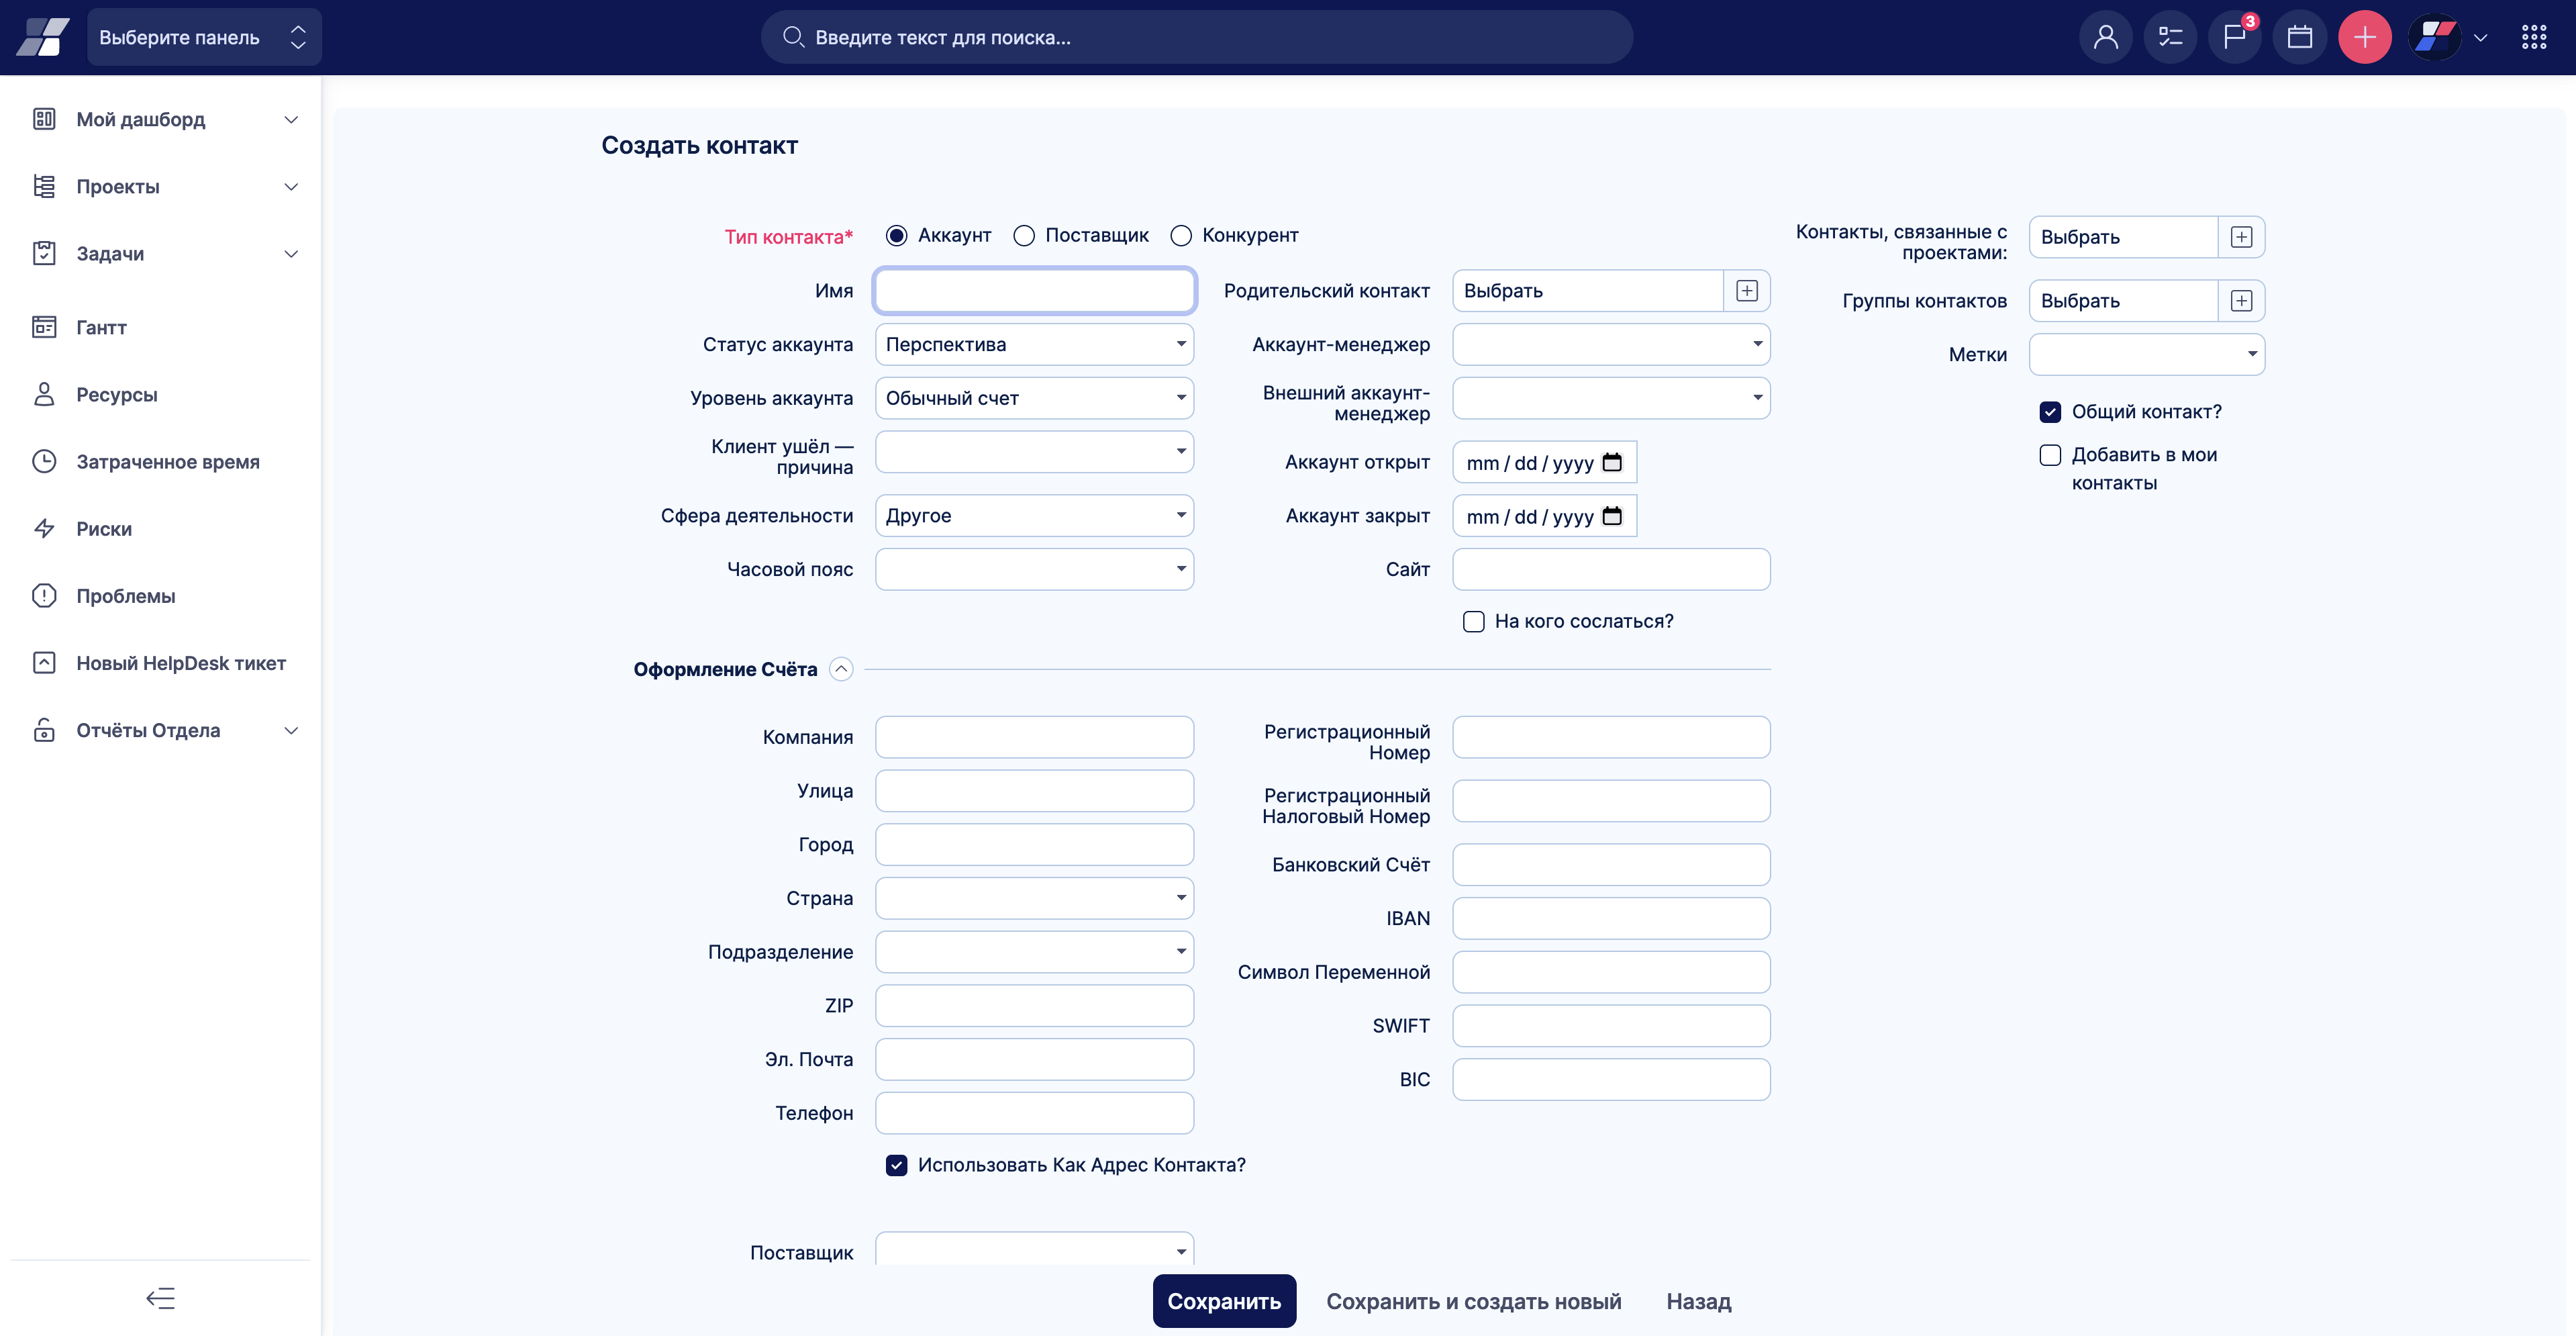 Выберите панель
Введите текст для поиска...
3
Мой дашборд
Проекты
Задачи
Гантт
Ресурсы
Затраченное время
Риски
Проблемы
Новый HelpDesk тикет
Отчёты Отдела
Создать контакт
Тип контакта*
Аккаунт
Поставщик
Конкурент
Имя
Статус аккаунта
Перспектива
Уровень аккаунта
Обычный счет
Клиент ушёл —
причина
Сфера деятельности
Другое
Часовой пояс
Родительский контакт
Выбрать
Аккаунт-менеджер
Внешний аккаунт-
менеджер
Аккаунт открыт
mm / dd / yyyy
Аккаунт закрыт
mm / dd / yyyy
Сайт
На кого сослаться?
Контакты, связанные с
проектами:
Выбрать
Группы контактов
Выбрать
Метки
Общий контакт?
Добавить в мои
контакты
Оформление Счёта
Компания
Улица
Город
Страна
Подразделение
ZIP
Эл. Почта
Телефон
Использовать Как Адрес Контакта?
Регистрационный
Номер
Регистрационный
Налоговый Номер
Банковский Счёт
IBAN
Символ Переменной
SWIFT
BIC
Поставщик
Сохранить
Сохранить и создать новый
Назад